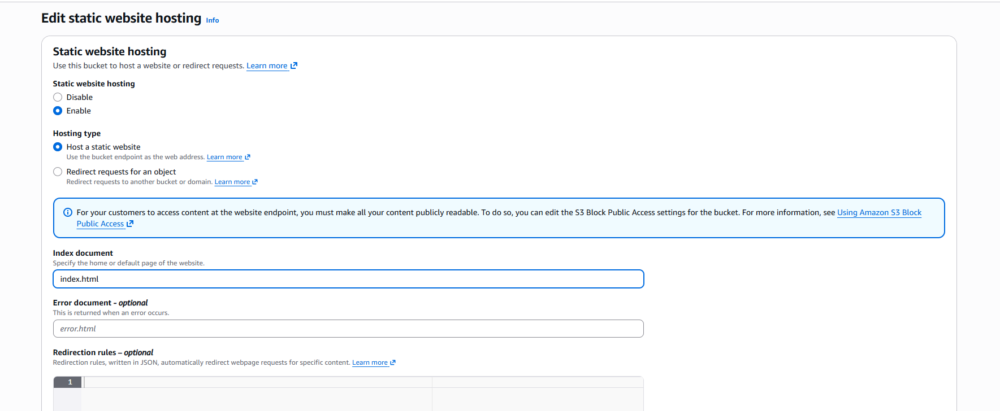 Edit static website hosting Info
Static website hosting
Use this bucket to host a website or redirect requests. Learn more
Static website hosting
Disable
Enable
Hosting type
Host a static website
Use the bucket endpoint as the web address. Learn more
Redirect requests for an object
Redirect requests to another bucket or domain. Learn more
For your customers to access content at the website endpoint, you must make all your content publicly readable. To do so, you can edit the S3 Block Public Access settings for the bucket. For more information, see Using Amazon S3 Block
Public Access
Index document
Specify the home or default page of the website.
index.html
Error document - optional
This is returned when an error occurs.
error.html
Redirection rules – optional
Redirection rules, written in JSON, automatically redirect webpage requests for specific content. Learn more
1